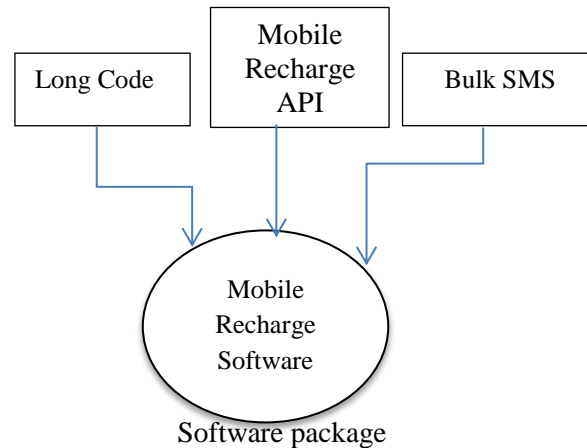 Long Code
Mobile
Recharge
API
Bulk SMS
Mobile
Recharge
Software
Software package